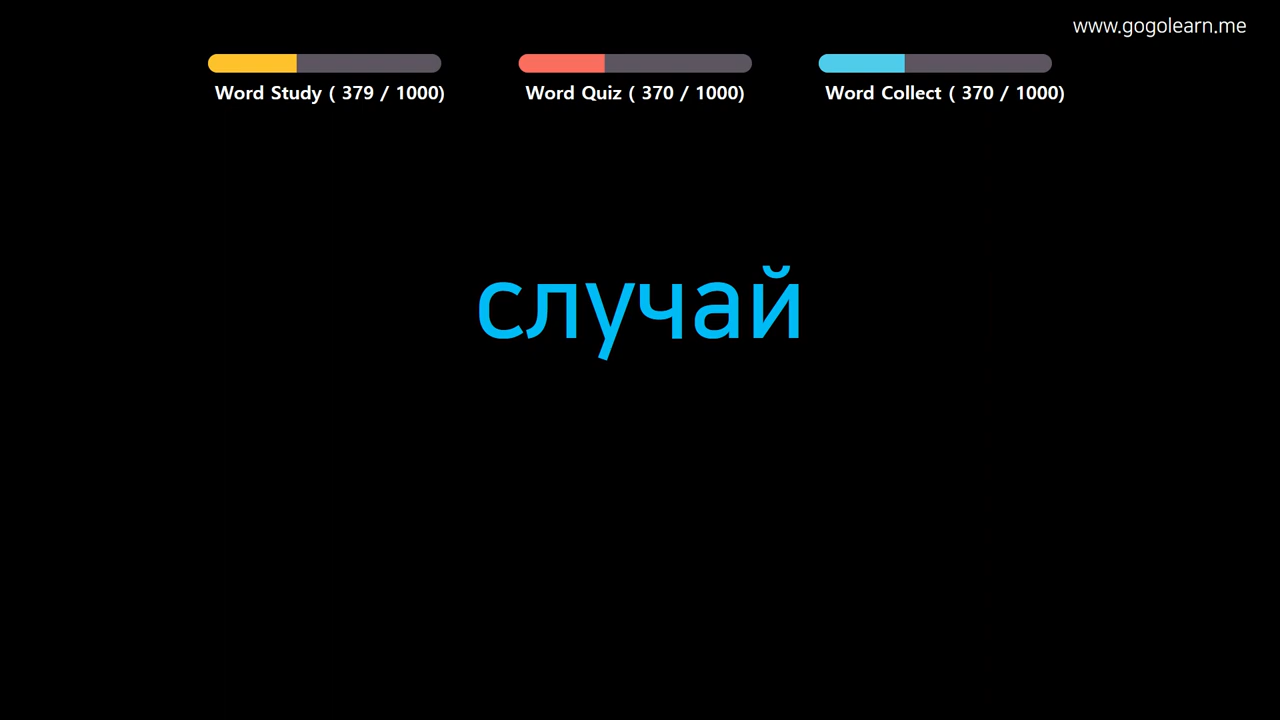 www.gogolearn.me
Word Study ( 379 / 1000)
Word Quiz ( 370 / 1000)
Word Collect ( 370 / 1000)
случай